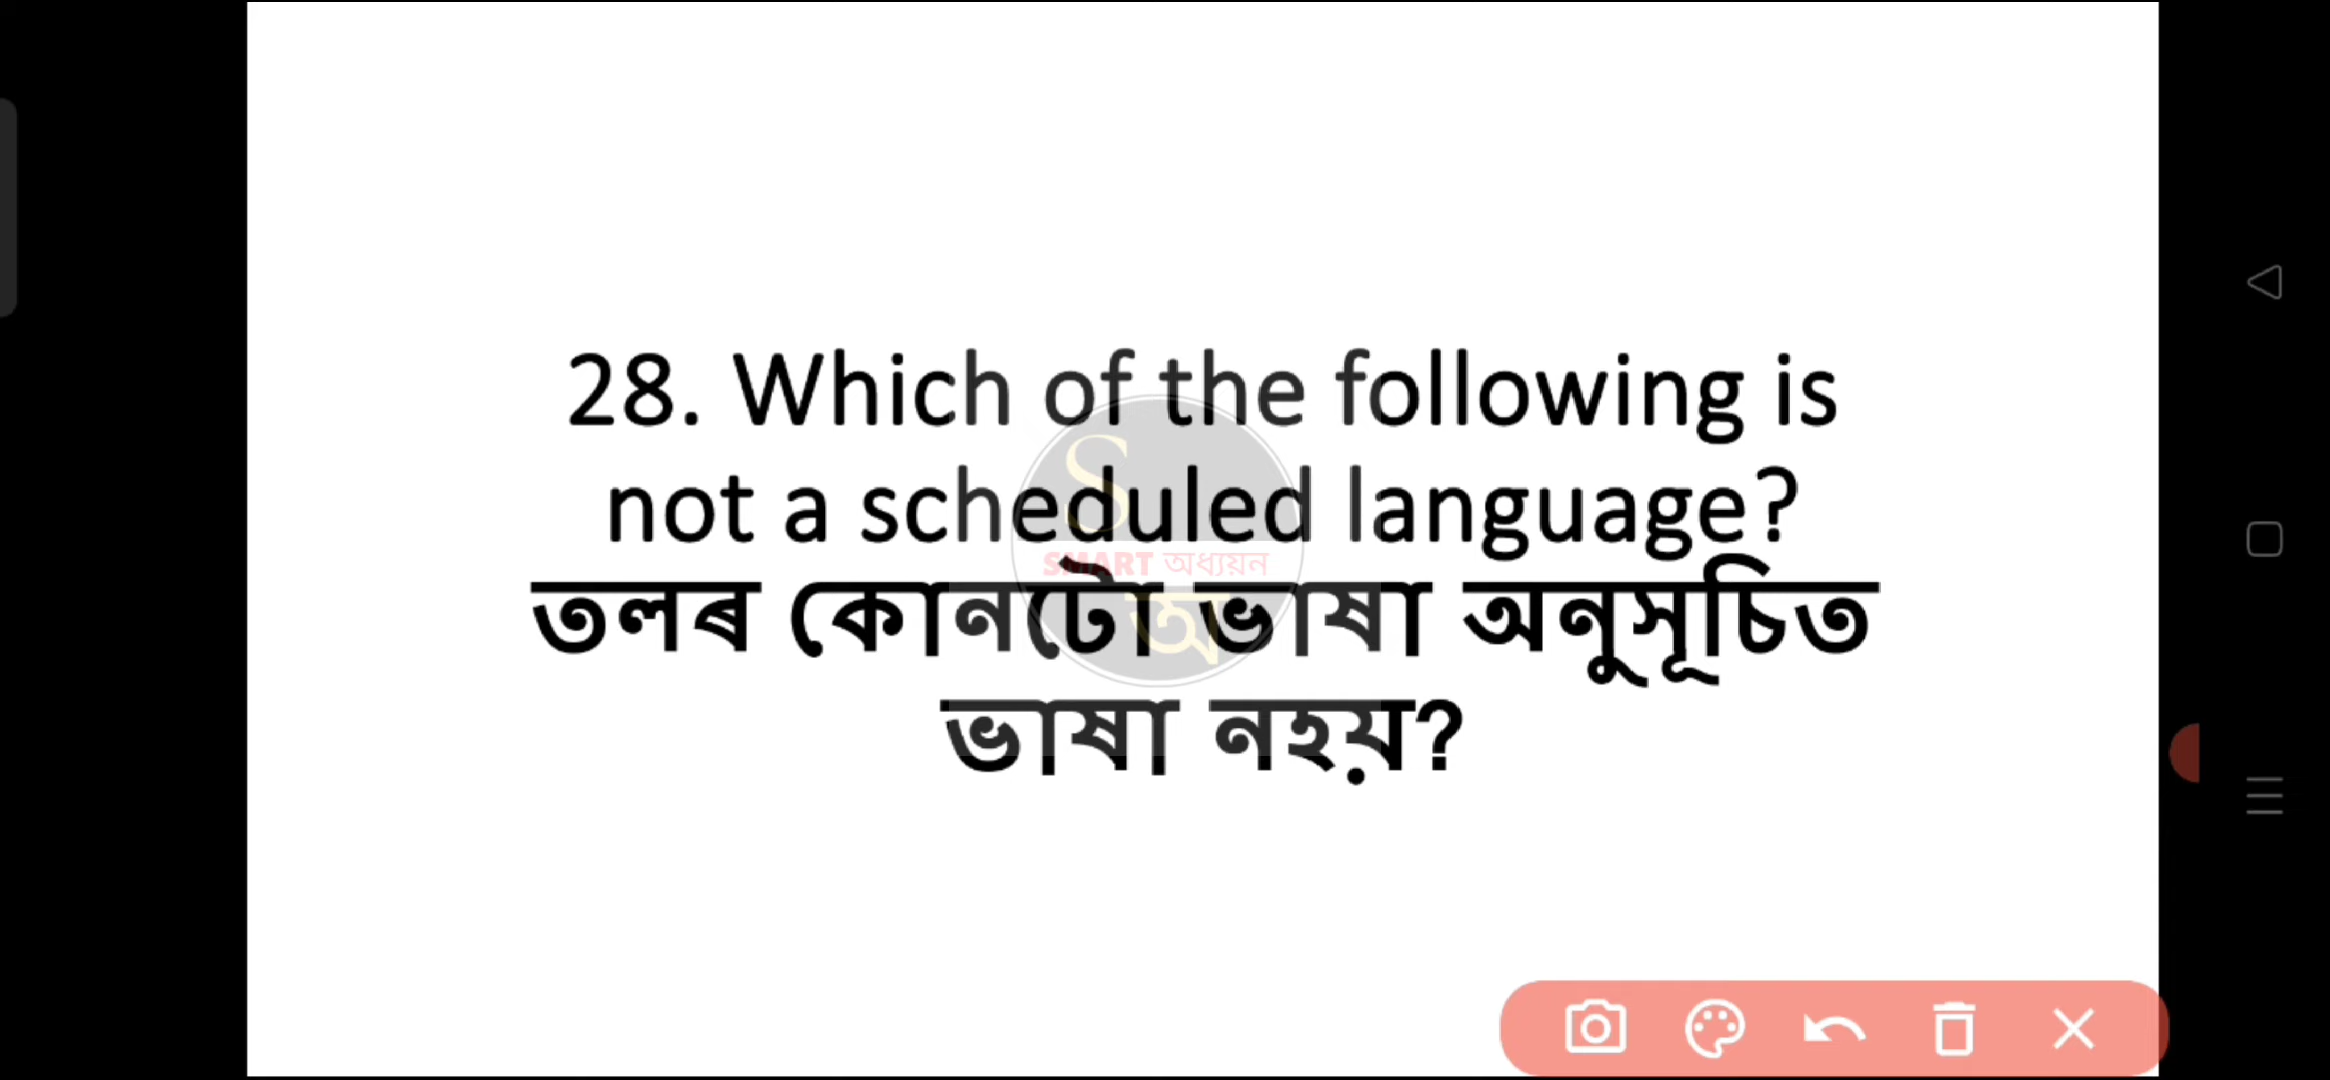 28. Which of the following is
not a scheduled language?
তলৰ কোনটো ভাষা অনুসূচিত
ভাষা নহয়?
S
SMART অধ্যয়ন
অ